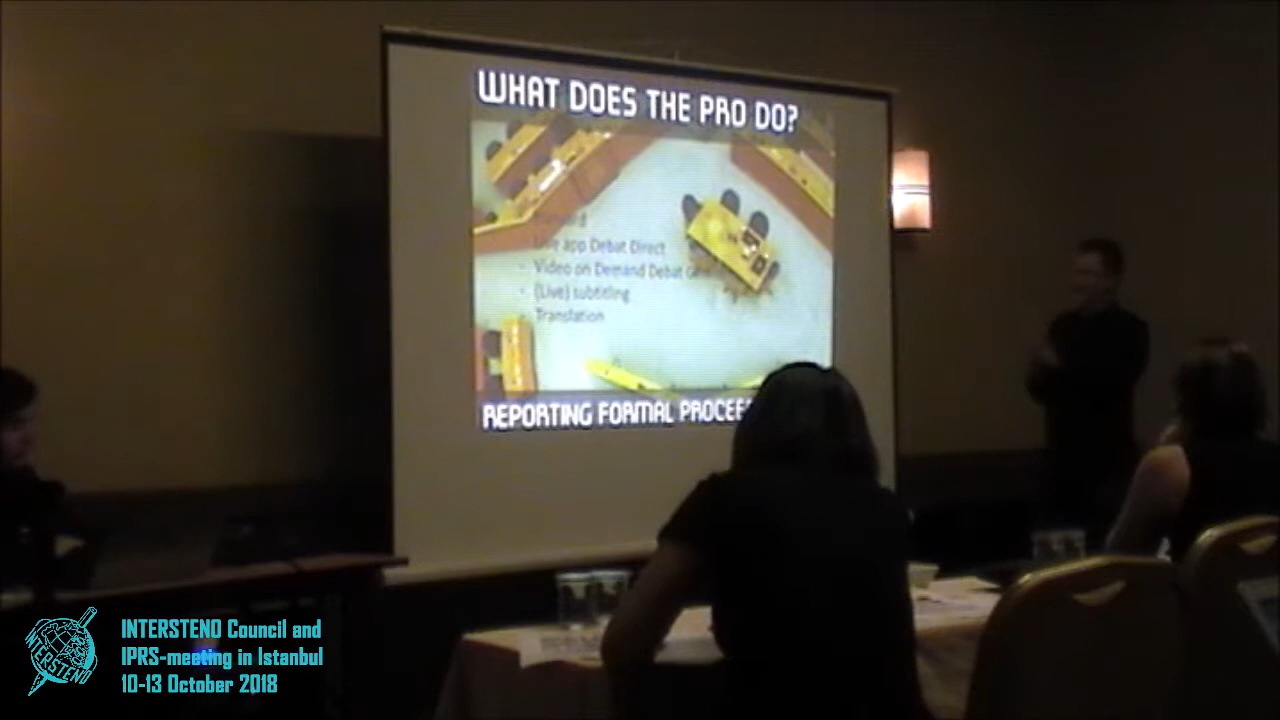 WHAT DOES THE PRO DO?
Live app Debat Direct
- Video on Demand Debat
- (Live) subtitling
- Translation
REPORTING FORMAL
INTERSTENO
INTERSTENO Council and
IPRS-meeting in Istanbul
10-13 October 2018